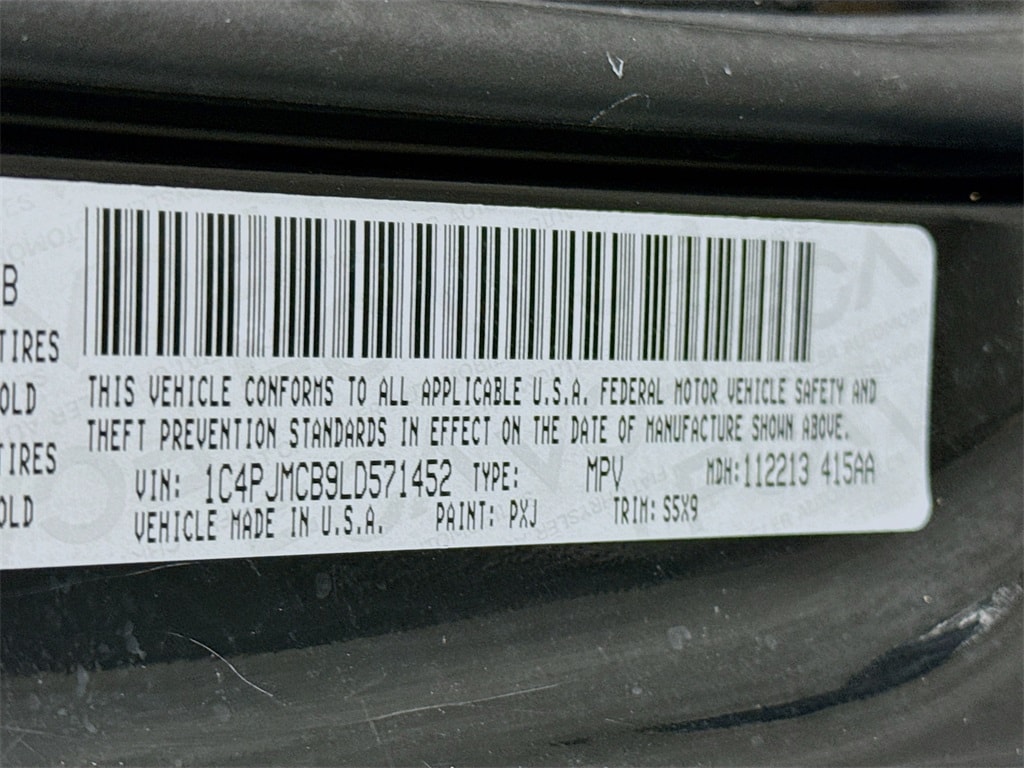 B
TIRES
OLD
TIRES
OLD
THIS VEHICLE CONFORMS TO ALL APPLICABLE U.S.A. FEDERAL MOTOR VEHICLE SAFETY AND
THEFT PREVENTION STANDARDS IN EFFECT ON THE DATE OF MANUFACTURE SHOWN ABOVE.
VIN: 1C4PJMCB9LD571452 TYPE: MPV MDH:112213 415AA
VEHICLE MADE IN U.S.A. PAINT: PXJ TRIM: S5X9